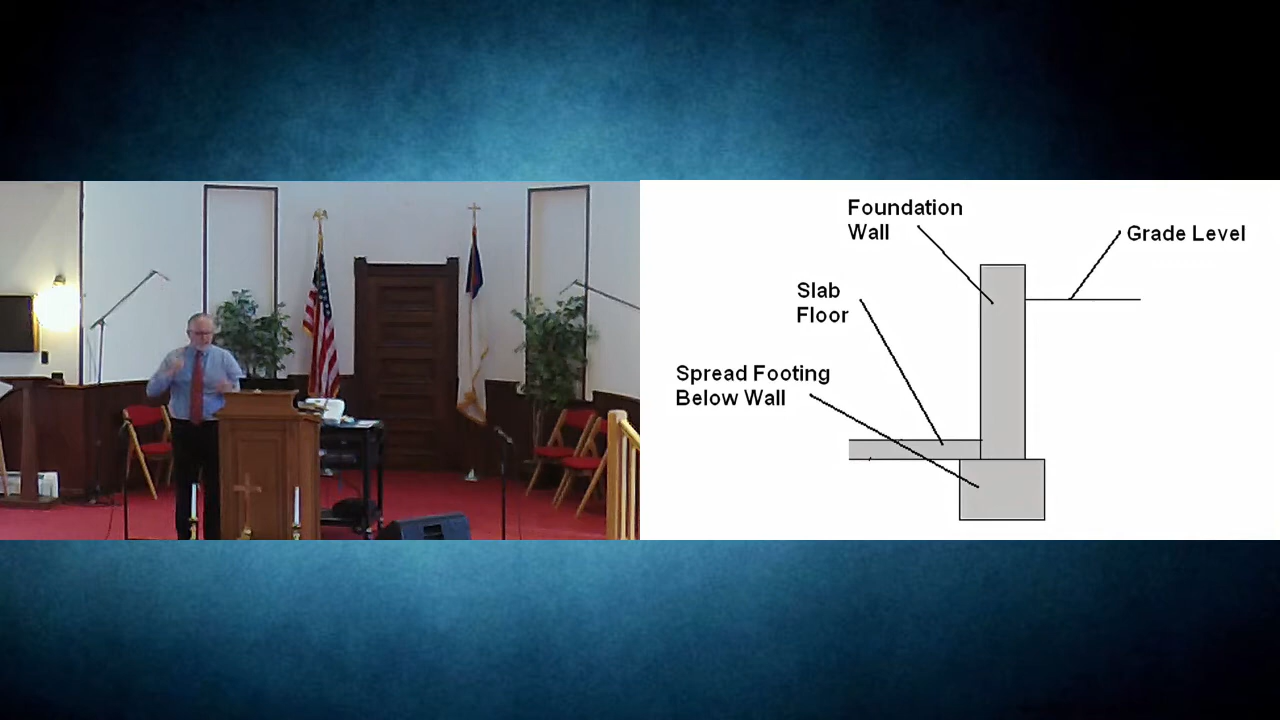 Foundation
Wall
Grade Level
Slab
Floor
Spread Footing
Below Wall